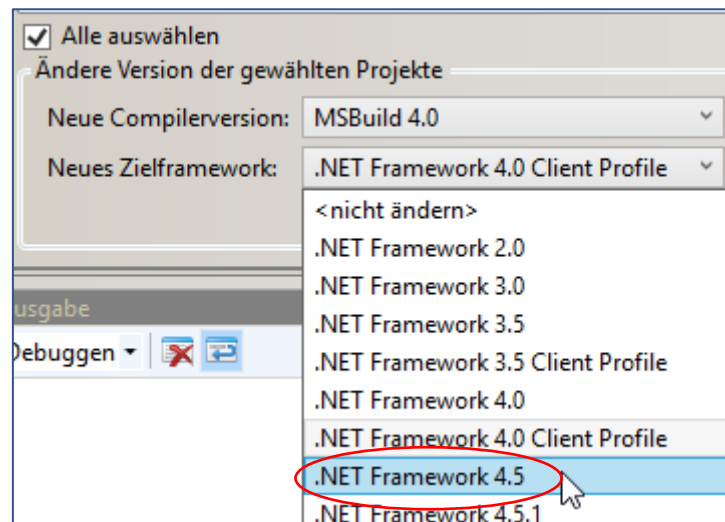 Alle auswählen
Ändere Version der gewählten Projekte
Neue Compilerversion: MSBuild 4.0
Neues Zielframework: .NET Framework 4.0 Client Profile
<nicht ändern>
.NET Framework 2.0
.NET Framework 3.0
.NET Framework 3.5
.NET Framework 3.5 Client Profile
.NET Framework 4.0
.NET Framework 4.0 Client Profile
.NET Framework 4.5
.NET Framework 4.5.1
usgabe
Debuggen